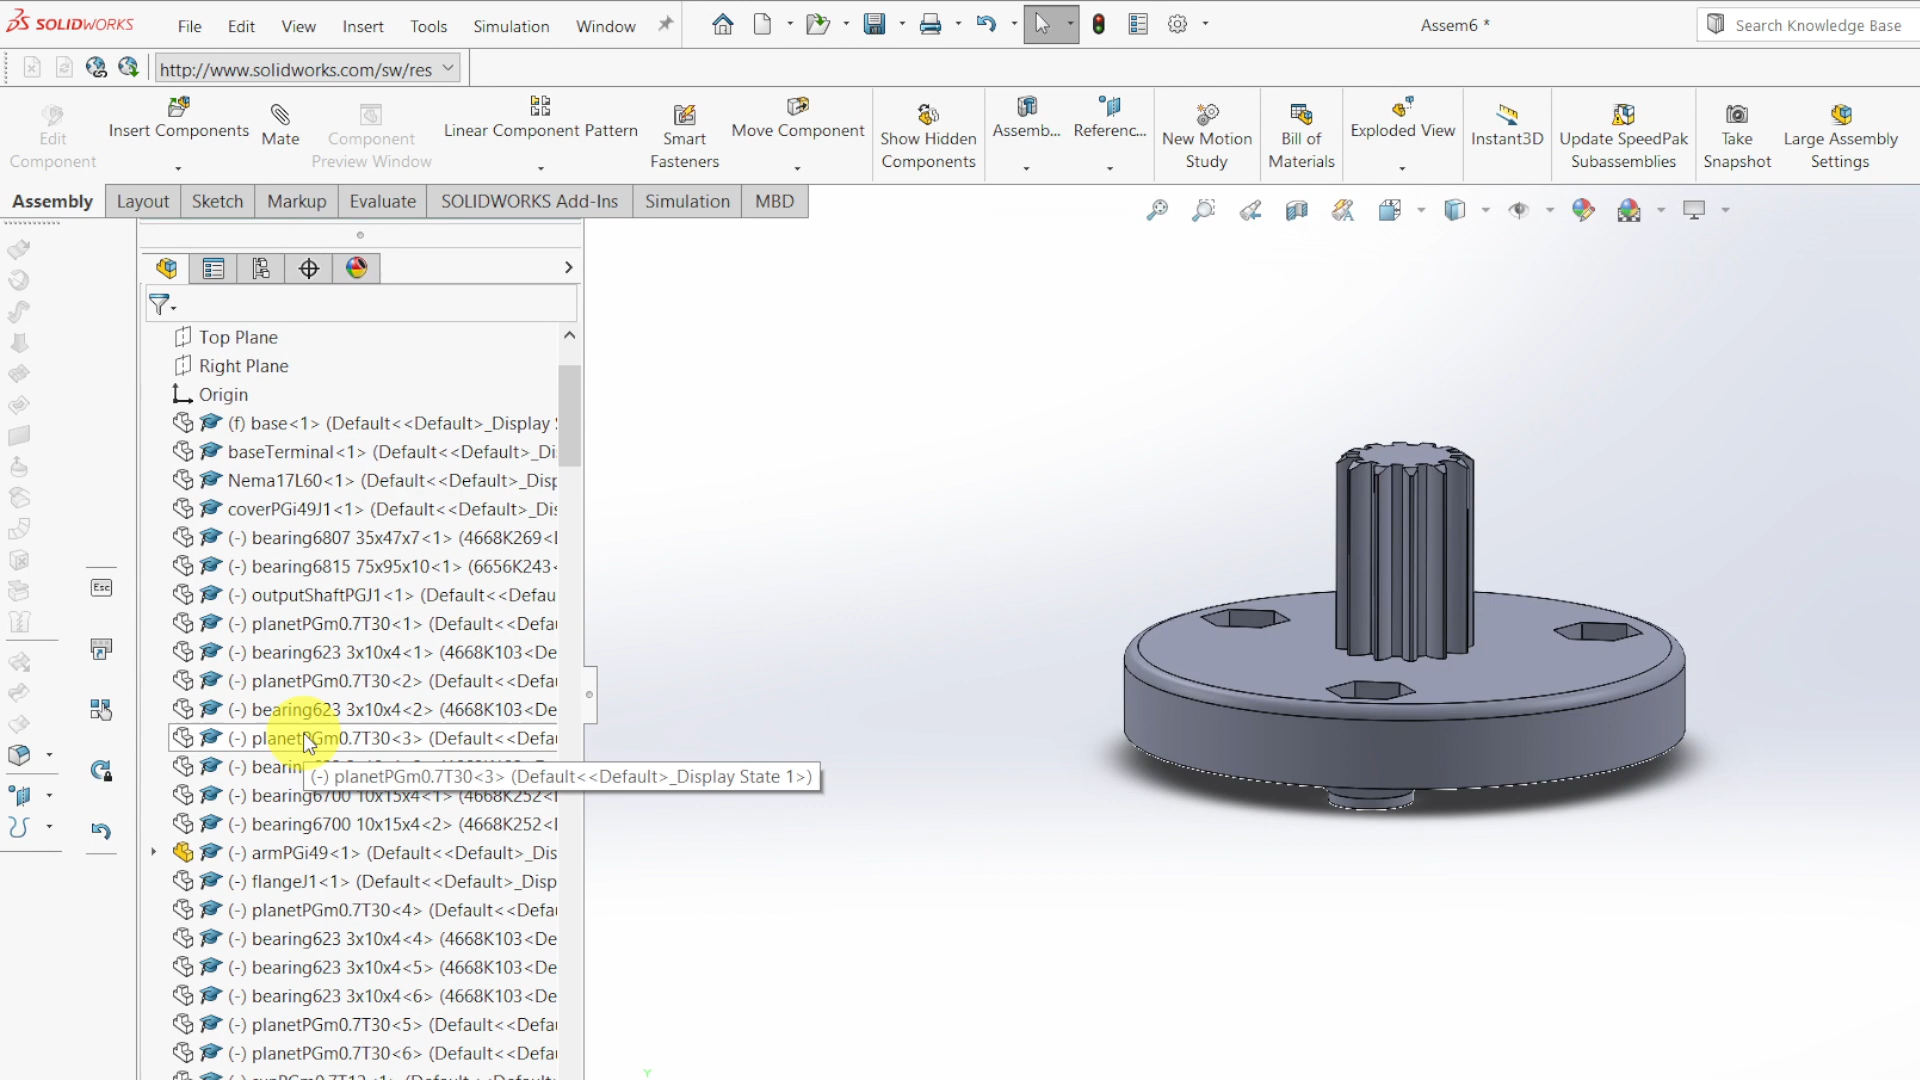 SOLIDWORKS File Edit View Insert Tools Simulation Window Assem6 * Search Knowledge Base
http://www.solidworks.com/sw/res
Edit Component
Insert Components
Mate
Component Preview Window
Linear Component Pattern
Smart Fasteners
Move Component
Show Hidden Components
Assemb...
Referenc...
New Motion Study
Bill of Materials
Exploded View
Instant3D
Update SpeedPak Subassemblies
Take Snapshot
Large Assembly Settings
Assembly Layout Sketch Markup Evaluate SOLIDWORKS Add-Ins Simulation MBD
Top Plane
Right Plane
Origin
(f) base<1> (Default<<Default>_Display
baseTerminal<1> (Default<<Default>_Di
Nema17L60<1> (Default<<Default>_Disp
coverPGi49J1<1> (Default<<Default>_Di
(-) bearing6807 35x47x7<1> (4668K269<
(-) bearing6815 75x95x10<1> (6656K243<
Esc
(-) outputShaftPGJ1<1> (Default<<Defau
(-) planetPGm0.7T30<1> (Default<<Defa
(-) bearing623 3x10x4<1> (4668K103<De
(-) planetPGm0.7T30<2> (Default<<Defa
(-) bearing623 3x10x4<2> (4668K103<De
(-) planetPGm0.7T30<3> (Default<<Defa
(-) bearin
(-) planetPGm0.7T30<3> (Default<<Default>_Display State 1>)
(-) bearing6700 10x15x4<1> (4668K252<
(-) bearing6700 10x15x4<2> (4668K252<
(-) armPGi49<1> (Default<<Default>_Dis
(-) flangeJ1<1> (Default<<Default>_Disp
(-) planetPGm0.7T30<4> (Default<<Defa
(-) bearing623 3x10x4<4> (4668K103<De
(-) bearing623 3x10x4<5> (4668K103<De
(-) bearing623 3x10x4<6> (4668K103<De
(-) planetPGm0.7T30<5> (Default<<Defa
(-) planetPGm0.7T30<6> (Default<<Defa
Y